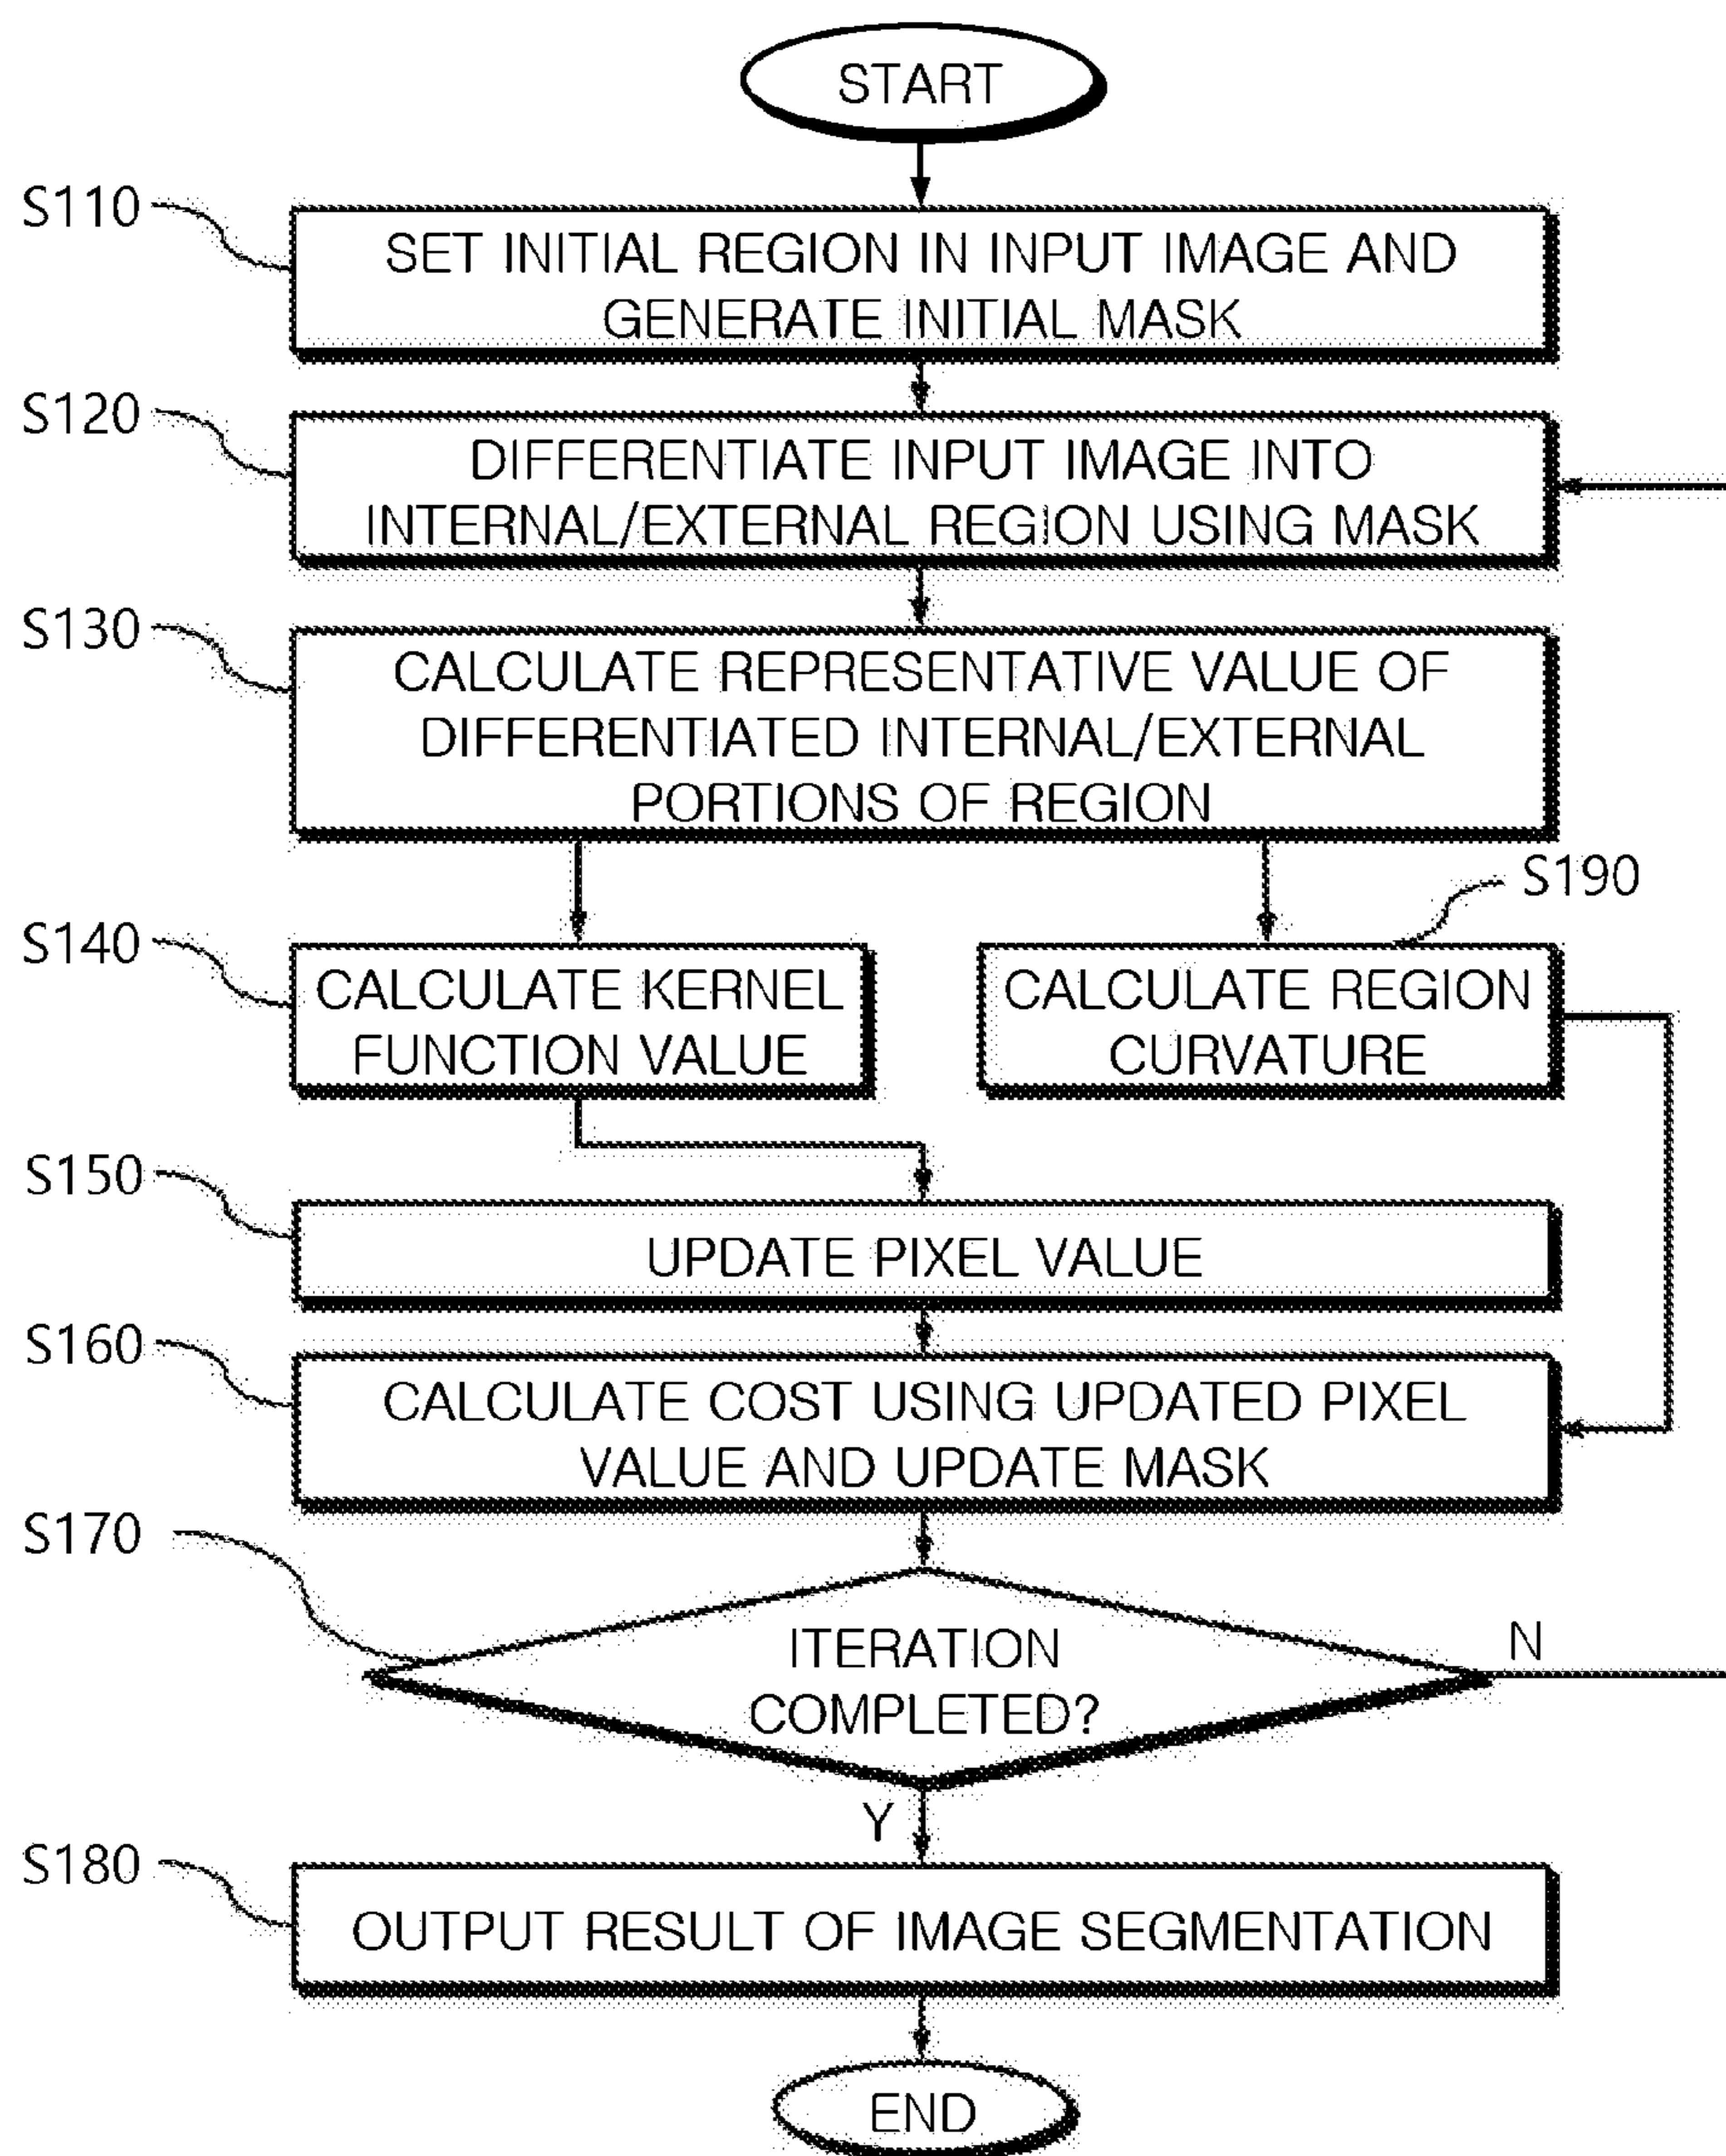 START
S110
SET INITIAL REGION IN INPUT IMAGE AND
GENERATE INITIAL MASK
S120
DIFFERENTIATE INPUT IMAGE INTO
INTERNAL/EXTERNAL REGION USING MASK
S130
CALCULATE REPRESENTATIVE VALUE OF
DIFFERENTIATED INTERNAL/EXTERNAL
PORTIONS OF REGION
S140
CALCULATE KERNEL
FUNCTION VALUE
S190
CALCULATE REGION
CURVATURE
S150
UPDATE PIXEL VALUE
S160
CALCULATE COST USING UPDATED PIXEL
VALUE AND UPDATE MASK
S170
ITERATION
COMPLETED?
N
Y
S180
OUTPUT RESULT OF IMAGE SEGMENTATION
END